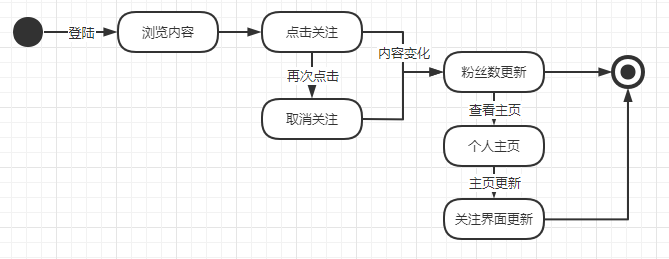 登陆
浏览内容
点击关注
内容变化
再次点击
取消关注
粉丝数更新
查看主页
个人主页
主页更新
关注界面更新